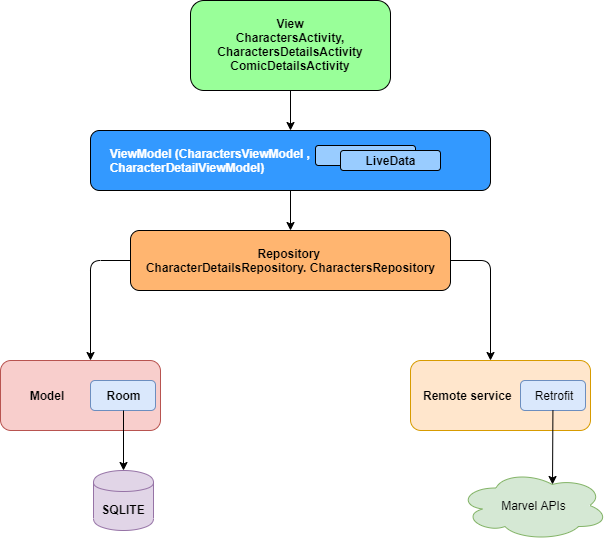 View
CharactersActivity,
CharactersDetailsActivity
ComicDetailsActivity
ViewModel (CharactersViewModel ,
CharacterDetailViewModel)
LiveData
Repository
CharacterDetailsRepository. CharactersRepository
Model
Room
Remote service
Retrofit
SQLITE
Marvel APIs